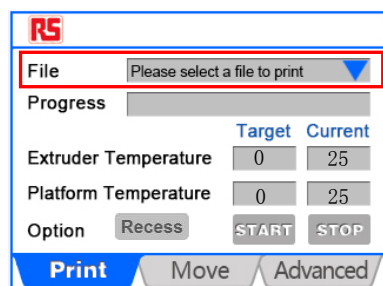 RS
File Please select a file to print
Progress
Target Current
Extruder Temperature 0 25
Platform Temperature 0 25
Option Recess START STOP
Print Move Advanced